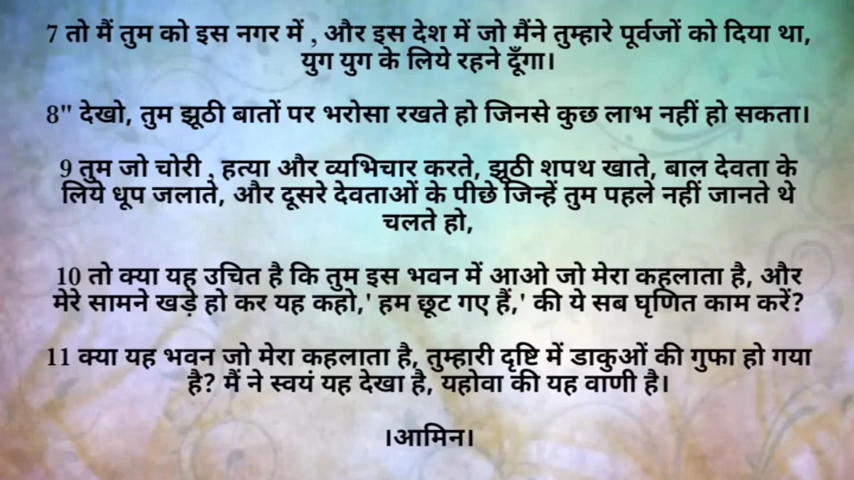 7 तो मैं तुम को इस नगर में , और इस देश में जो मैंने तुम्हारे पूर्वजों को दिया था,
युग युग के लिये रहने दूँगा।
8" देखो, तुम झूठी बातों पर भरोसा रखते हो जिनसे कुछ लाभ नहीं हो सकता।
9 तुम जो चोरी , हत्या और व्यभिचार करते, झूठी शपथ खाते, बाल देवता के
लिये धूप जलाते, और दूसरे देवताओं के पीछे जिन्हें तुम पहले नहीं जानते थे
चलते हो,
10 तो क्या यह उचित है कि तुम इस भवन में आओ जो मेरा कहलाता है, और
मेरे सामने खड़े हो कर यह कहो,' हम छूट गए हैं,' की ये सब घृणित काम करें?
11 क्या यह भवन जो मेरा कहलाता है, तुम्हारी दृष्टि में डाकुओं की गुफा हो गया
है? मैं ने स्वयं यह देखा है, यहोवा की यह वाणी है।
।आमिन।